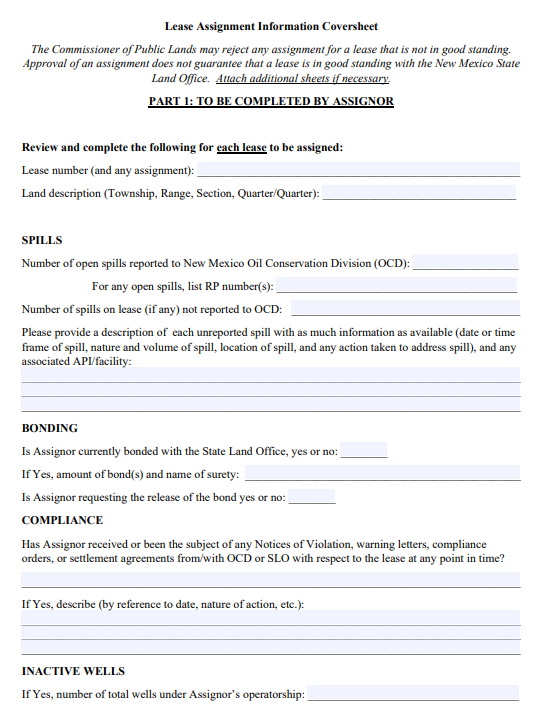 Lease Assignment Information Coversheet
The Commissioner of Public Lands may reject any assignment for a lease that is not in good standing.
Approval of an assignment does not guarantee that a lease is in good standing with the New Mexico State
Land Office. Attach additional sheets if necessary.
PART 1: TO BE COMPLETED BY ASSIGNOR
Review and complete the following for each lease to be assigned:
Lease number (and any assignment):
Land description (Township, Range, Section, Quarter/Quarter):
SPILLS
Number of open spills reported to New Mexico Oil Conservation Division (OCD):
For any open spills, list RP number(s):
Number of spills on lease (if any) not reported to OCD:
Please provide a description of each unreported spill with as much information as available (date or time
frame of spill, nature and volume of spill, location of spill, and any action taken to address spill), and any
associated API/facility:
BONDING
Is Assignor currently bonded with the State Land Office, yes or no:
If Yes, amount of bond(s) and name of surety:
Is Assignor requesting the release of the bond yes or no:
COMPLIANCE
Has Assignor received or been the subject of any Notices of Violation, warning letters, compliance
orders, or settlement agreements from/with OCD or SLO with respect to the lease at any point in time?
If Yes, describe (by reference to date, nature of action, etc.):
INACTIVE WELLS
If Yes, number of total wells under Assignor's operatorship: